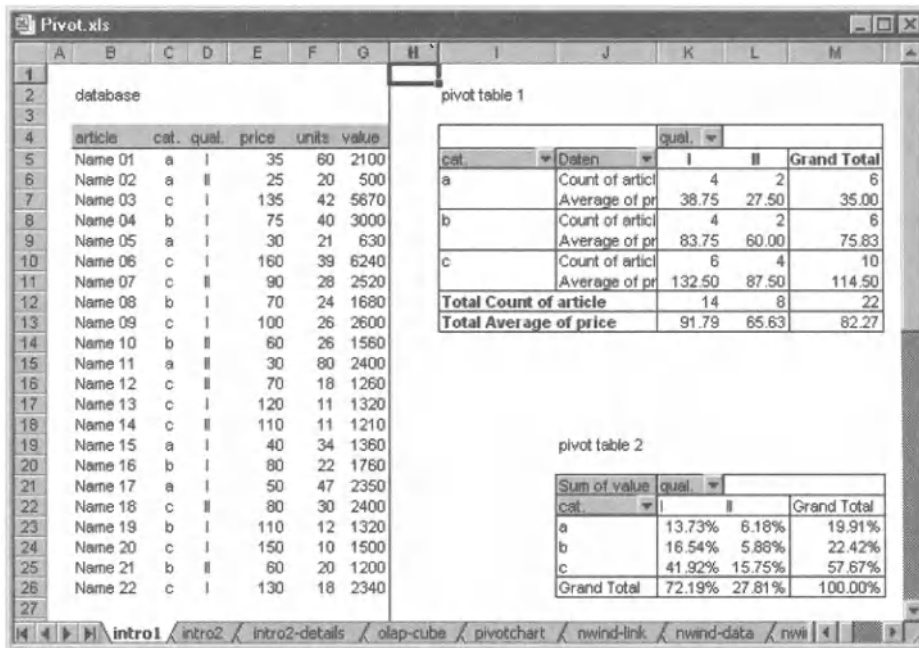 Pivot.xls
A B C D E F G H I J K L M
1
2 database pivot table 1
3
4 article cat. qual. price units value qual.
5 Name 01 a I 35 60 2100 cat. Daten I II Grand Total
6 Name 02 a II 25 20 500 a Count of articl 4 2 6
7 Name 03 c I 135 42 5670 Average of pr 38.75 27.50 35.00
8 Name 04 b I 75 40 3000 b Count of articl 4 2 6
9 Name 05 a I 30 21 630 Average of pr 83.75 60.00 75.83
10 Name 06 c I 160 39 6240 c Count of articl 6 4 10
11 Name 07 c II 90 28 2520 Average of pr 132.50 87.50 114.50
12 Name 08 b I 70 24 1680 Total Count of article 14 8 22
13 Name 09 c I 100 26 2600 Total Average of price 91.79 65.63 82.27
14 Name 10 b II 60 26 1560
15 Name 11 a II 30 80 2400
16 Name 12 c II 70 18 1260
17 Name 13 c I 120 11 1320
18 Name 14 c II 110 11 1210
19 Name 15 a I 40 34 1360 pivot table 2
20 Name 16 b I 80 22 1760
21 Name 17 a I 50 47 2350 Sum of value qual.
22 Name 18 c II 80 30 2400 cat. I II Grand Total
23 Name 19 b I 110 12 1320 a 13.73% 6.18% 19.91%
24 Name 20 c I 150 10 1500 b 16.54% 5.88% 22.42%
25 Name 21 b II 60 20 1200 c 41.92% 15.75% 57.67%
26 Name 22 c I 130 18 2340 Grand Total 72.19% 27.81% 100.00%
27
intro1 intro2 intro2-details olap-cube pivotchart nwind-link nwind-data nwi